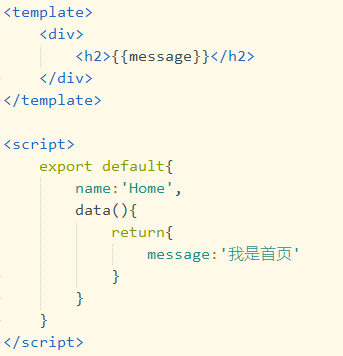 <template>
    <div>
        <h2>{{message}}</h2>
    </div>
</template>

<script>
    export default{
        name:'Home',
        data(){
            return{
                message:'我是首页'
            }
        }
    }
</script>